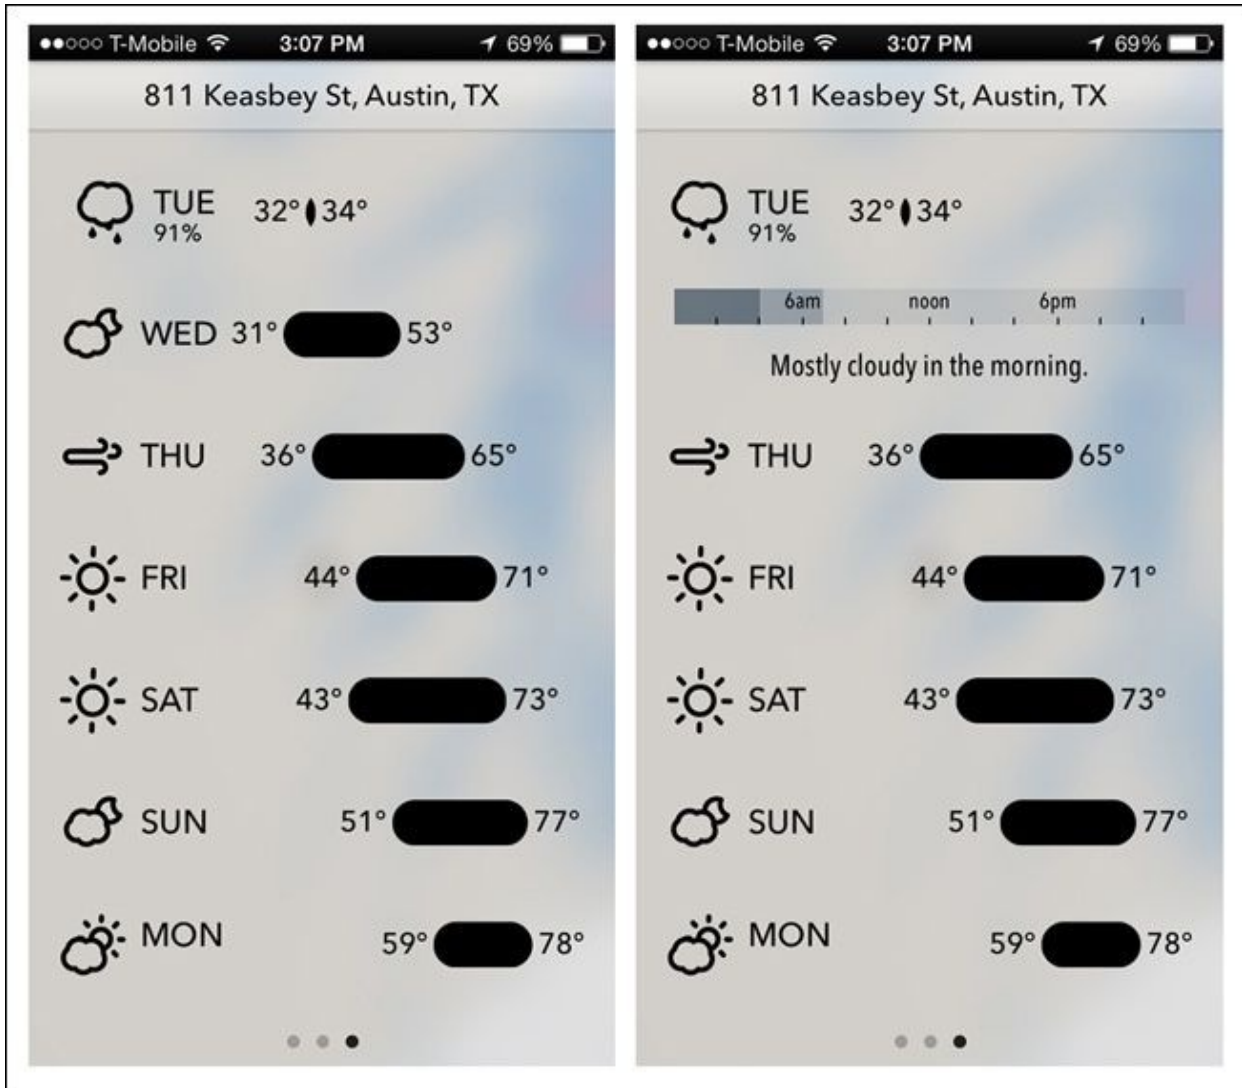 T-Mobile 3:07 PM 69%
811 Keasbey St, Austin, TX
TUE 32° 34°
91%
WED 31° 53°
THU 36° 65°
FRI 44° 71°
SAT 43° 73°
SUN 51° 77°
MON 59° 78°
T-Mobile 3:07 PM 69%
811 Keasbey St, Austin, TX
TUE 32° 34°
91%
6am noon 6pm
Mostly cloudy in the morning.
THU 36° 65°
FRI 44° 71°
SAT 43° 73°
SUN 51° 77°
MON 59° 78°